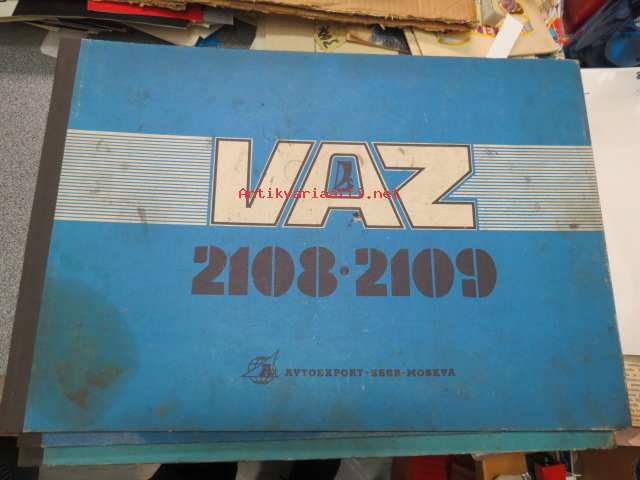 VAZ
Antikvariaatti.net
2108·2109
AVTOEXPORT-SSSR-MOSKVA